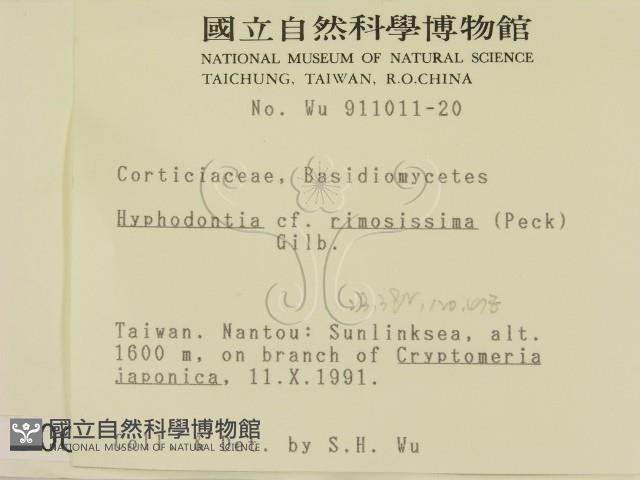 國立自然科學博物館
NATIONAL MUSEUM OF NATURAL SCIENCE
TAICHUNG, TAIWAN, R.O.CHINA
No. Wu 911011-20
Corticiaceae, Basidiomycetes
Hyphodontia cf. rimosissima (Peck)
Gilb.
Taiwan. Nantou: Sunlinksea, alt.
1600 m, on branch of Cryptomeria
japonica, 11.X.1991.
Coll. & Det. by S.H. Wu
國立自然科學博物館
NATIONAL MUSEUM OF NATURAL SCIENCE